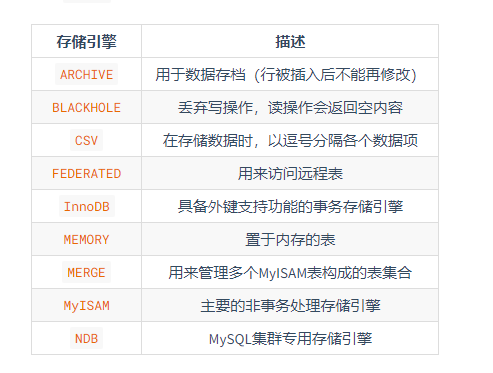 存储引擎 描述
ARCHIVE 用于数据存档（行被插入后不能再修改）
BLACKHOLE 丢弃写操作，读操作会返回空内容
CSV 在存储数据时，以逗号分隔各个数据项
FEDERATED 用来访问远程表
InnoDB 具备外键支持功能的事务存储引擎
MEMORY 置于内存的表
MERGE 用来管理多个MyISAM表构成的表集合
MyISAM 主要的非事务处理存储引擎
NDB MySQL集群专用存储引擎